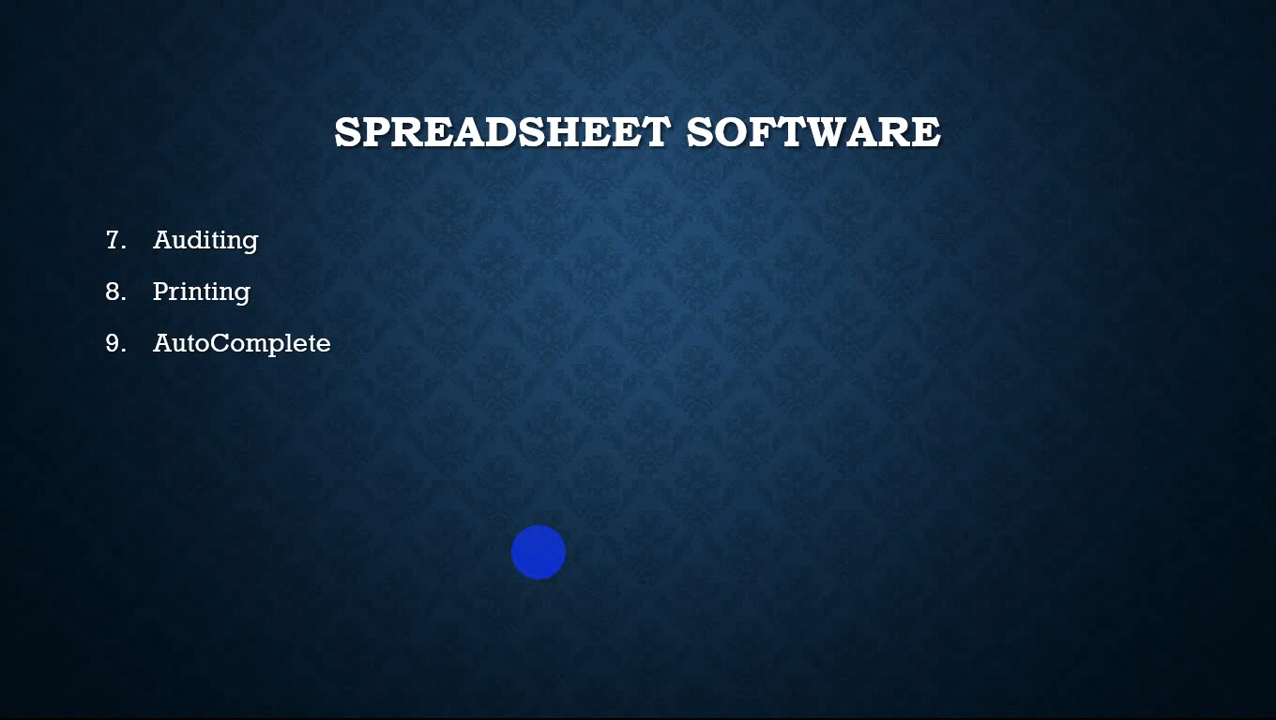 SPREADSHEET SOFTWARE
7. Auditing
8. Printing
9. AutoComplete